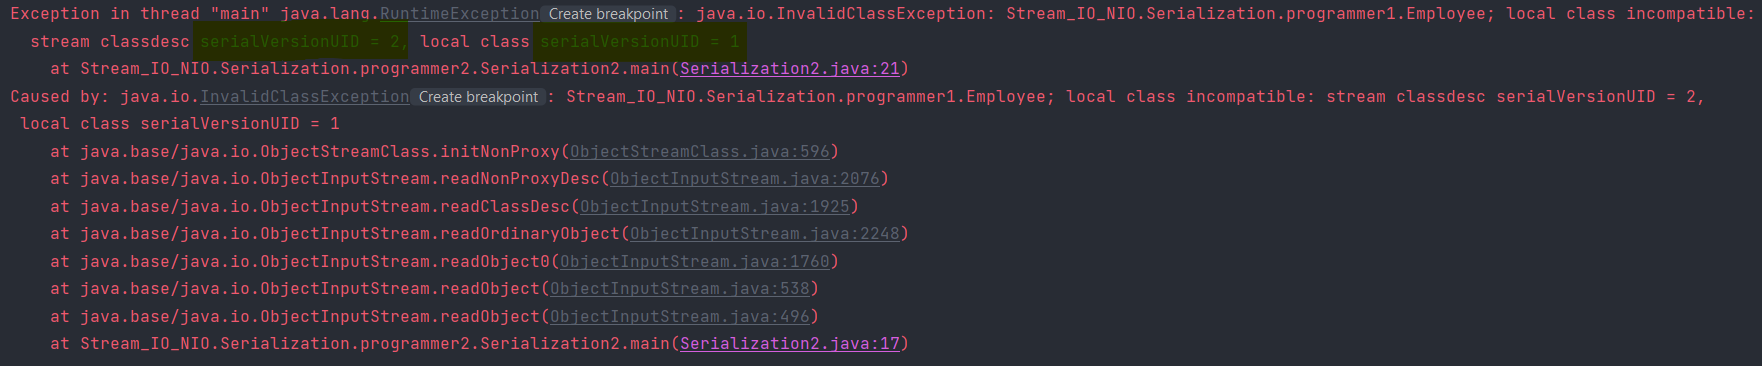 Exception in thread "main" java.lang.RuntimeException Create breakpoint : java.io.InvalidClassException: Stream_IO_NIO.Serialization.programmer1.Employee; local class incompatible:
stream classdesc serialVersionUID = 2, local class serialVersionUID = 1
at Stream_IO_NIO.Serialization.programmer2.Serialization2.main(Serialization2.java:21)
Caused by: java.io.InvalidClassException Create breakpoint : Stream_IO_NIO.Serialization.programmer1.Employee; local class incompatible: stream classdesc serialVersionUID = 2,
local class serialVersionUID = 1
at java.base/java.io.ObjectStreamClass.initNonProxy(ObjectStreamClass.java:596)
at java.base/java.io.ObjectInputStream.readNonProxyDesc(ObjectInputStream.java:2076)
at java.base/java.io.ObjectInputStream.readClassDesc(ObjectInputStream.java:1925)
at java.base/java.io.ObjectInputStream.readOrdinaryObject(ObjectInputStream.java:2248)
at java.base/java.io.ObjectInputStream.readObject0(ObjectInputStream.java:1760)
at java.base/java.io.ObjectInputStream.readObject(ObjectInputStream.java:538)
at java.base/java.io.ObjectInputStream.readObject(ObjectInputStream.java:496)
at Stream_IO_NIO.Serialization.programmer2.Serialization2.main(Serialization2.java:17)